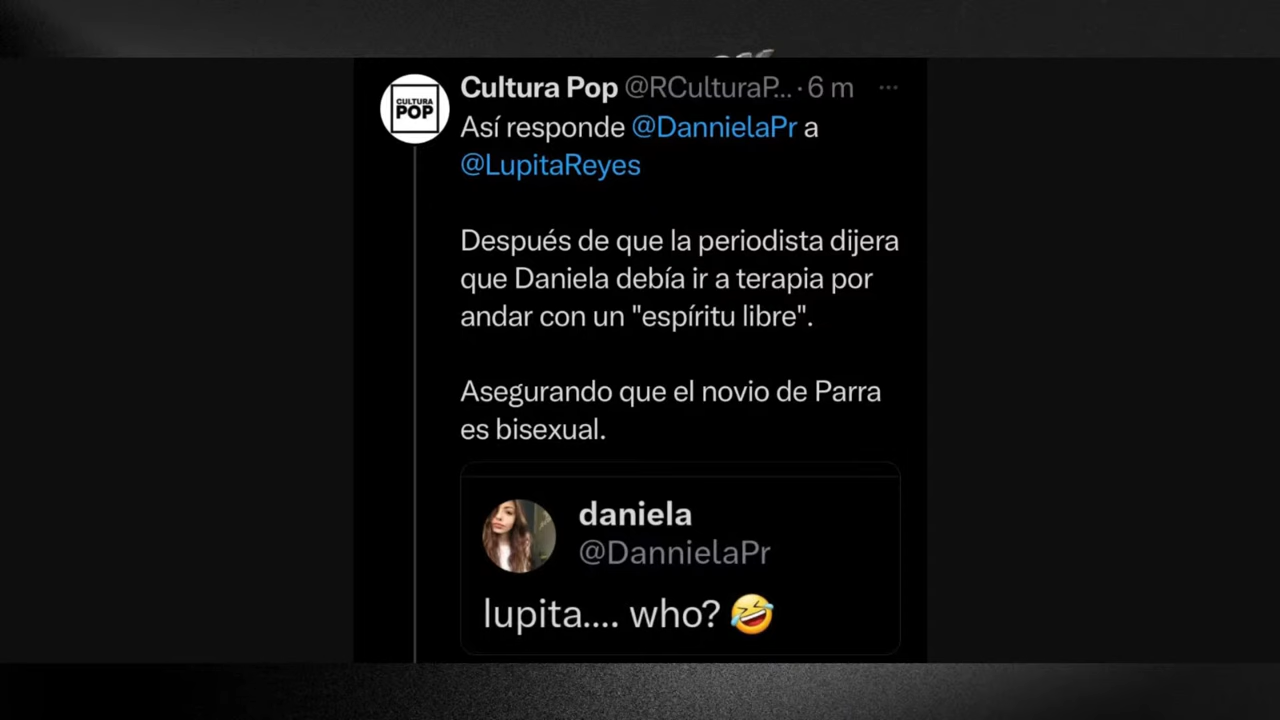 CULTURA
POP
Cultura Pop @RCulturaP... · 6 m
Así responde @DannielaPr a
@LupitaReyes
Después de que la periodista dijera
que Daniela debía ir a terapia por
andar con un "espíritu libre".
Asegurando que el novio de Parra
es bisexual.
daniela
@DannielaPr
lupita.... who? 🤣